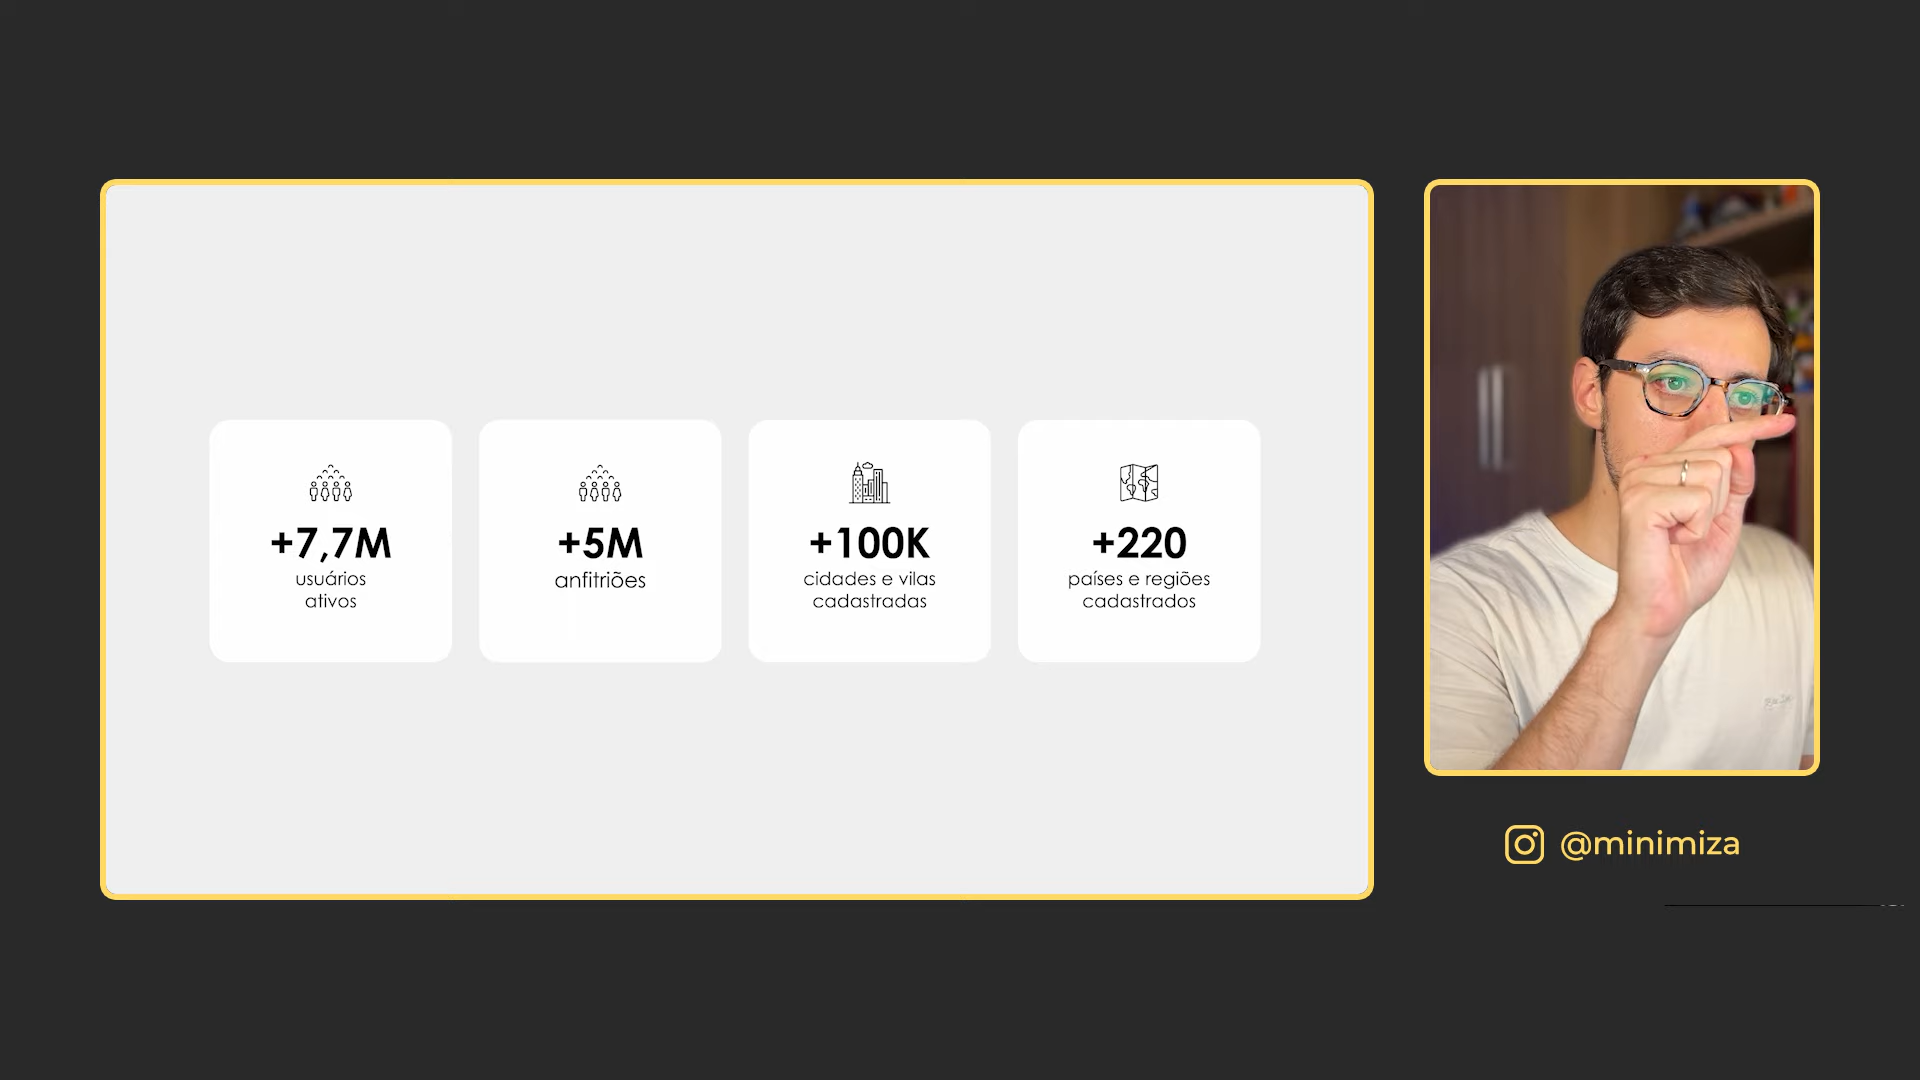 +7,7M
usuários
ativos
+5M
anfitriões
+100K
cidades e vilas
cadastradas
+220
países e regiões
cadastrados
@minimiza